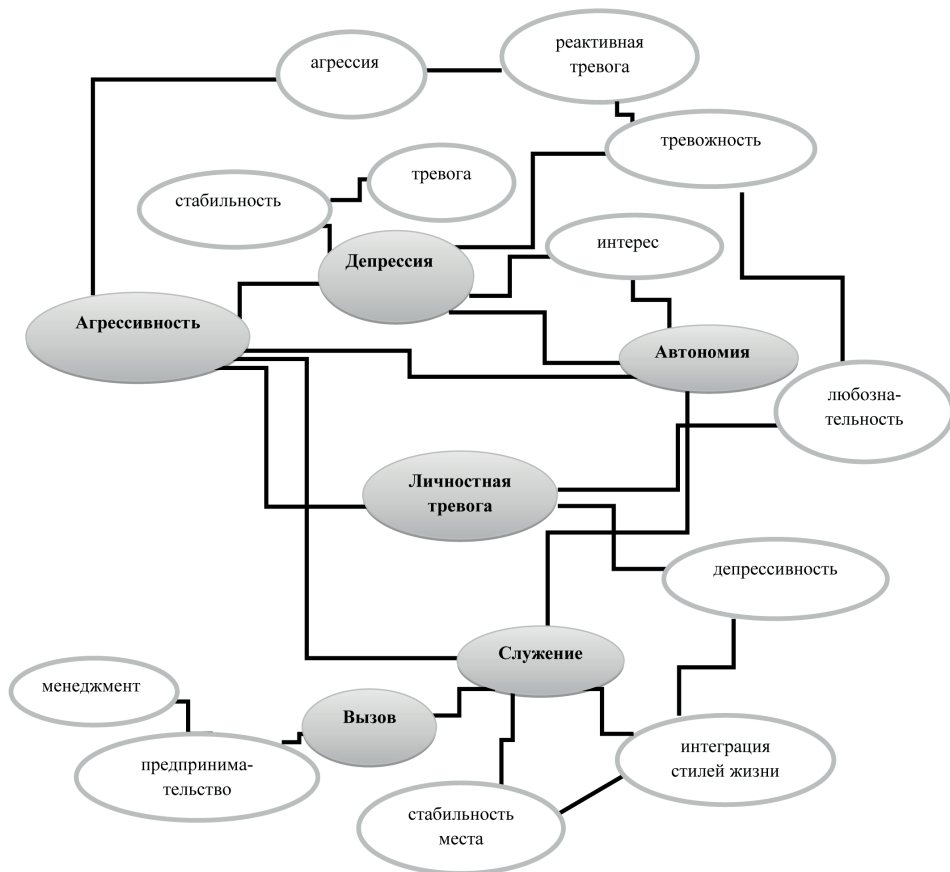 реактивная
тревога
агрессия
тревожность
тревога
стабильность
интерес
Депрессия
Агрессивность
Автономия
любозна-
тельность
Личностная
тревога
депрессивность
Служение
менеджмент
Вызов
интеграция
стилей жизни
предпринима-
тельство
стабильность
места